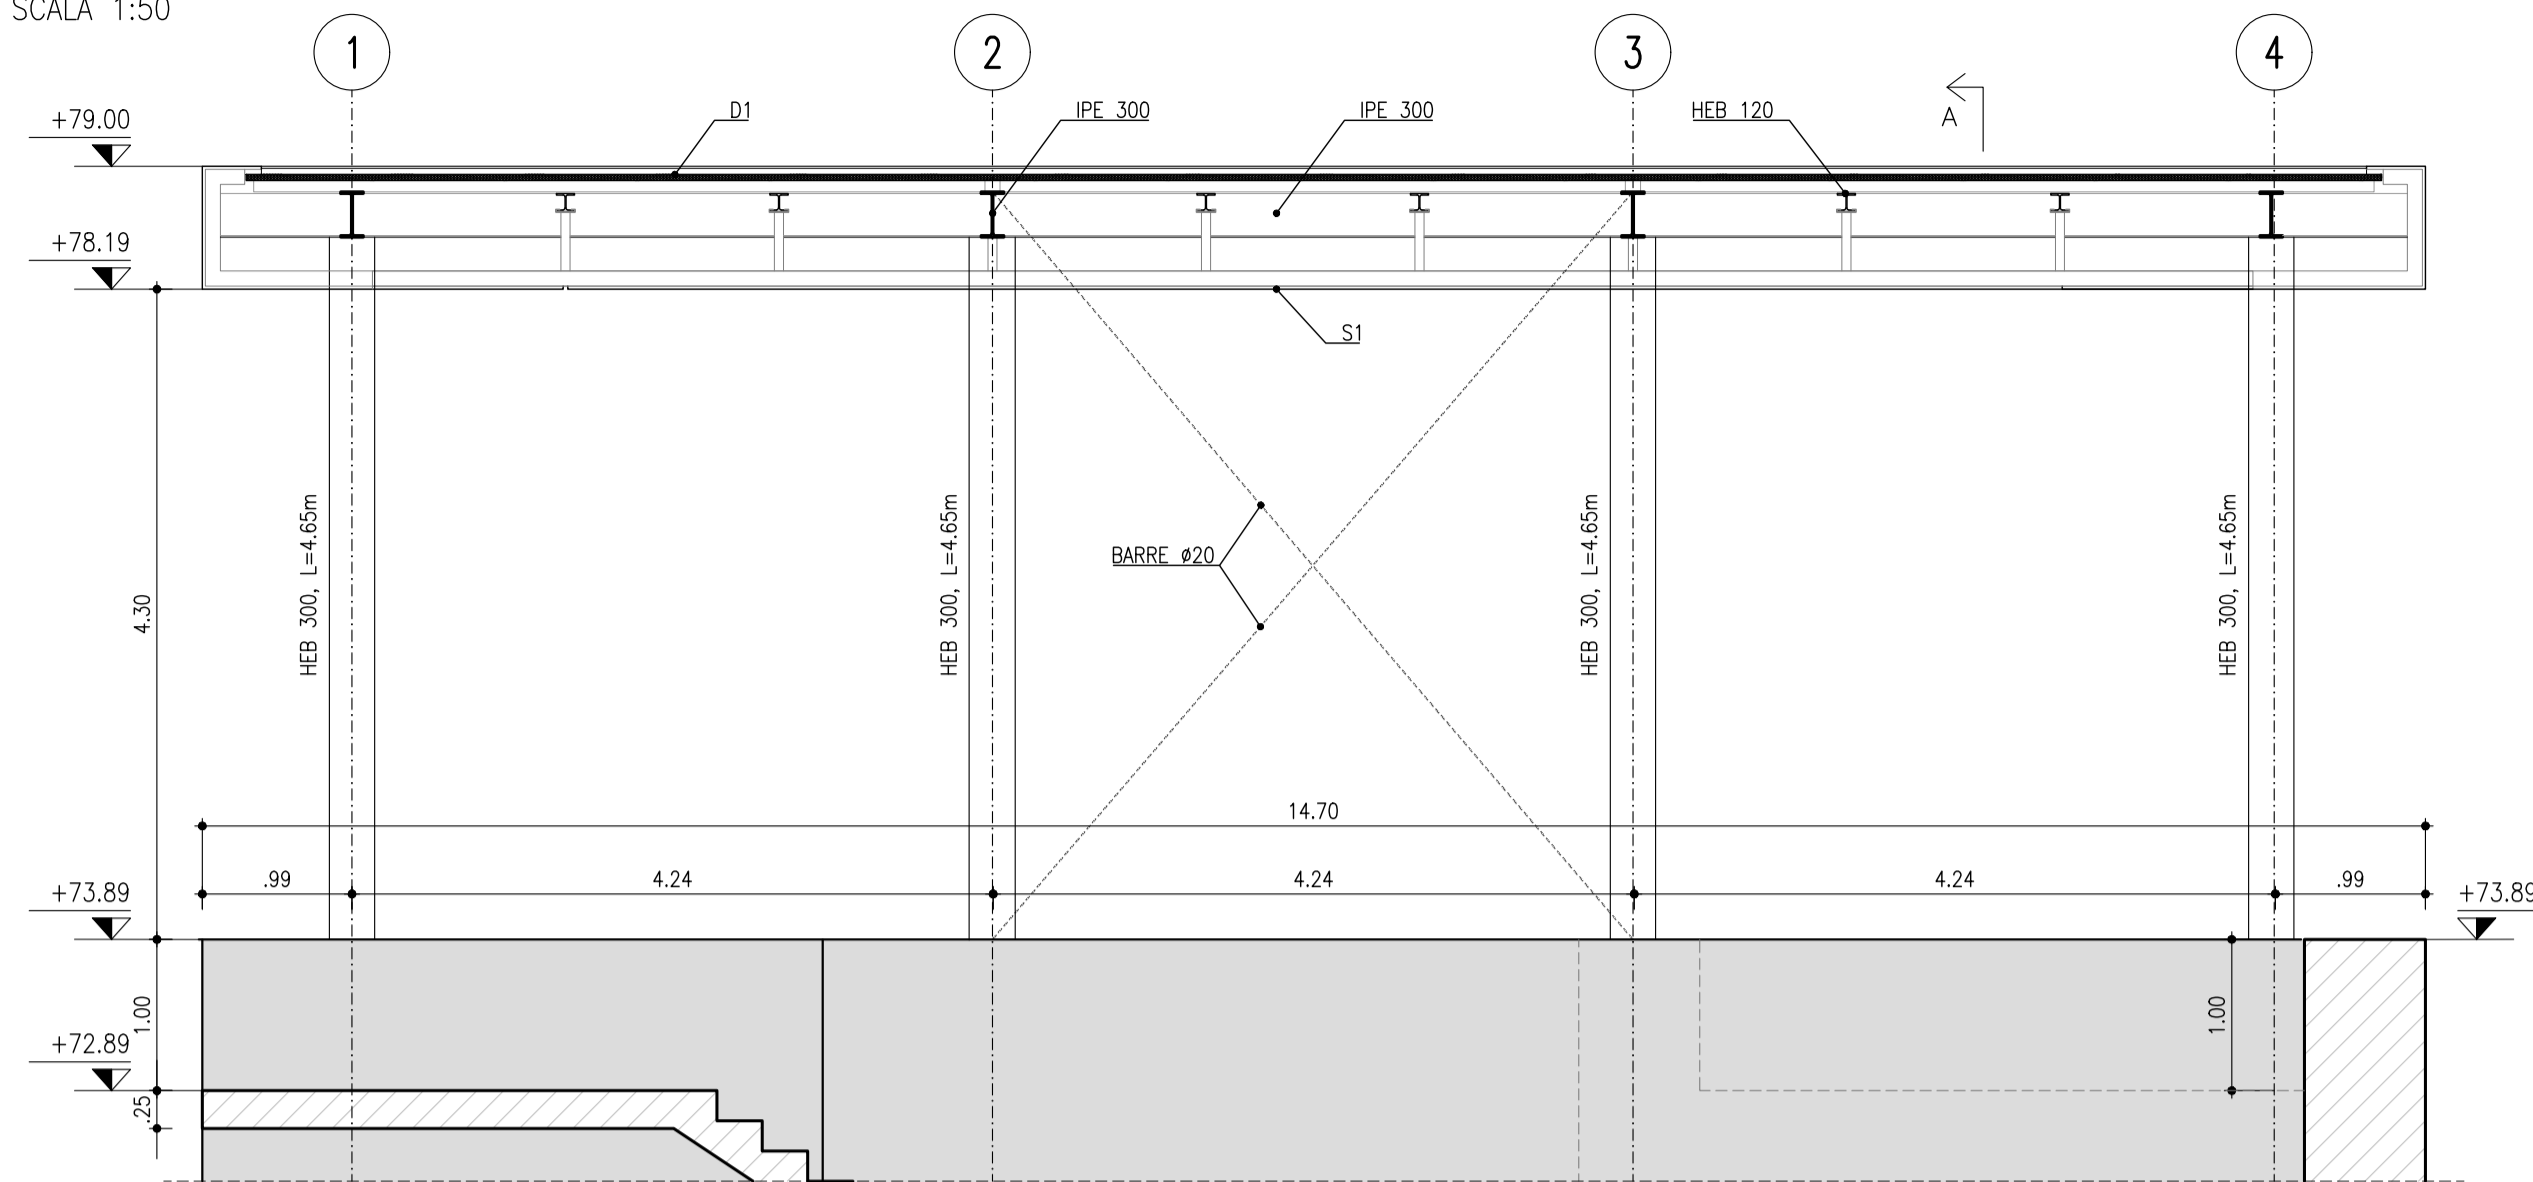 SCALA 1:50
1
2
3
4
+79.00
D1
IPE 300
IPE 300
HEB 120
A
+78.19
S1
HEB 300, L=4.65m
HEB 300, L=4.65m
HEB 300, L=4.65m
HEB 300, L=4.65m
BARRE ø20
4.30
14.70
.99
4.24
4.24
4.24
.99
+73.89
+73.89
1.00
1.00
+72.89
.25